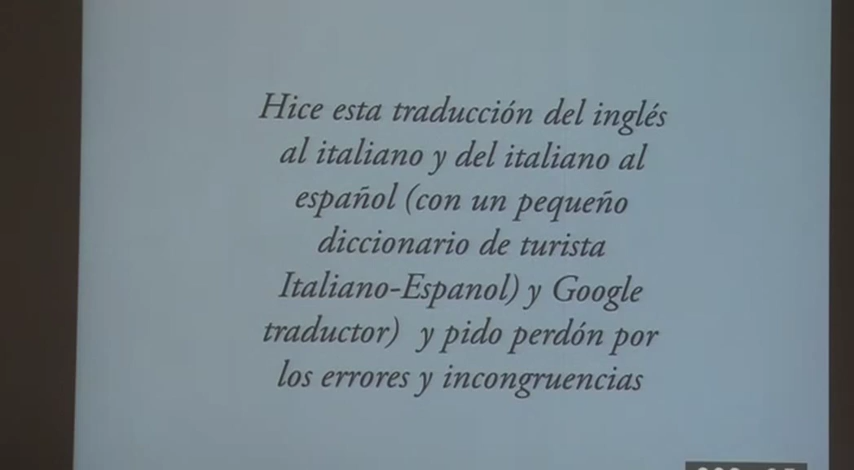 Hice esta traducción del inglés
al italiano y del italiano al
español (con un pequeño
diccionario de turista
Italiano-Espanol) y Google
traductor) y pido perdón por
los errores y incongruencias